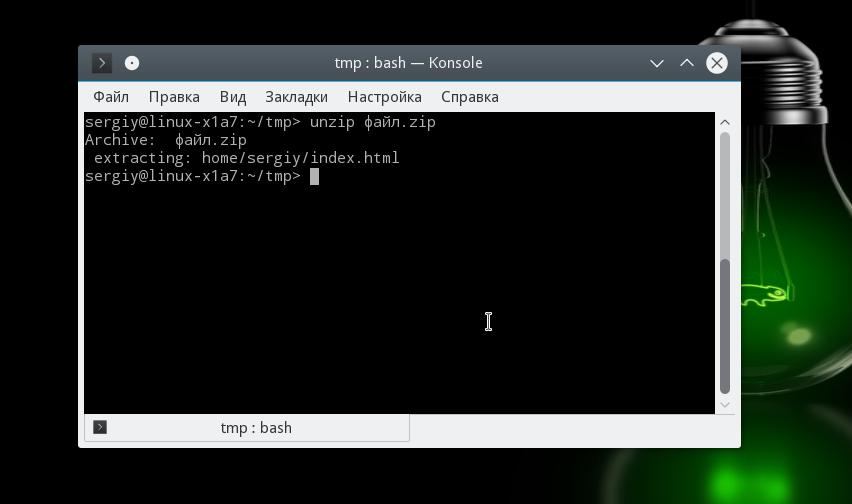 tmp : bash — Konsole
Файл Правка Вид Закладки Настройка Справка
sergiy@linux-x1a7:~/tmp> unzip файл.zip
Archive:  файл.zip
 extracting: home/sergiy/index.html
sergiy@linux-x1a7:~/tmp>
tmp : bash